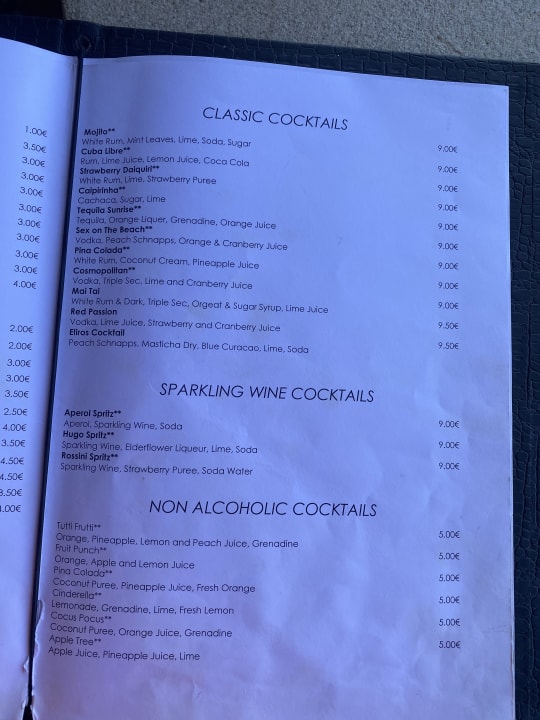 1.00€
3.50€
3.00€
3.00€
3.00€
3.00€
3.00€
3.00€
3.00€
3.00€
4.00€
2.00€
2.00€
3.00€
3.00€
3.50€
2.50€
4.00€
3.50€
4.50€
4.50€
CLASSIC COCKTAILS
Mojito**
White Rum, Mint Leaves, Lime, Soda, Sugar 9.00€
Cuba Libre**
Rum, Lime Juice, Lemon Juice, Coca Cola 9.00€
Strawberry Daiquiri**
White Rum, Lime, Strawberry Puree 9.00€
Caipirinha**
Cachaca, Sugar, Lime 9.00€
Tequila Sunrise**
Tequila, Orange Liquer, Grenadine, Orange Juice 9.00€
Sex on The Beach**
Vodka, Peach Schnapps, Orange & Cranberry Juice 9.00€
Pina Colada**
White Rum, Coconut Cream, Pineapple Juice 9.00€
Cosmopolitan**
Vodka, Triple Sec, Lime and Cranberry Juice 9.00€
Mai Tai
White Rum & Dark, Triple Sec, Orgeat & Sugar Syrup, Lime Juice 9.00€
Red Passion
Vodka, Lime Juice, Strawberry and Cranberry Juice 9.50€
Eliros Cocktail
Peach Schnapps, Masticha Dry, Blue Curacao, Lime, Soda 9.50€
SPARKLING WINE COCKTAILS
Aperol Spritz**
Aperol, Sparkling Wine, Soda 9.00€
Hugo Spritz**
Sparkling Wine, Elderflower Liqueur, Lime, Soda 9.00€
Rossini Spritz**
Sparkling Wine, Strawberry Puree, Soda Water 9.00€
NON ALCOHOLIC COCKTAILS
Tutti Frutti**
Orange, Pineapple, Lemon and Peach Juice, Grenadine 5.00€
Fruit Punch**
Orange, Apple and Lemon Juice 5.00€
Pina Colada**
Coconut Puree, Pineapple Juice, Fresh Orange 5.00€
Cinderella**
Lemonade, Grenadine, Lime, Fresh Lemon 5.00€
Cocus Pocus**
Coconut Puree, Orange Juice, Grenadine 5.00€
Apple Tree**
Apple Juice, Pineapple Juice, Lime 5.00€